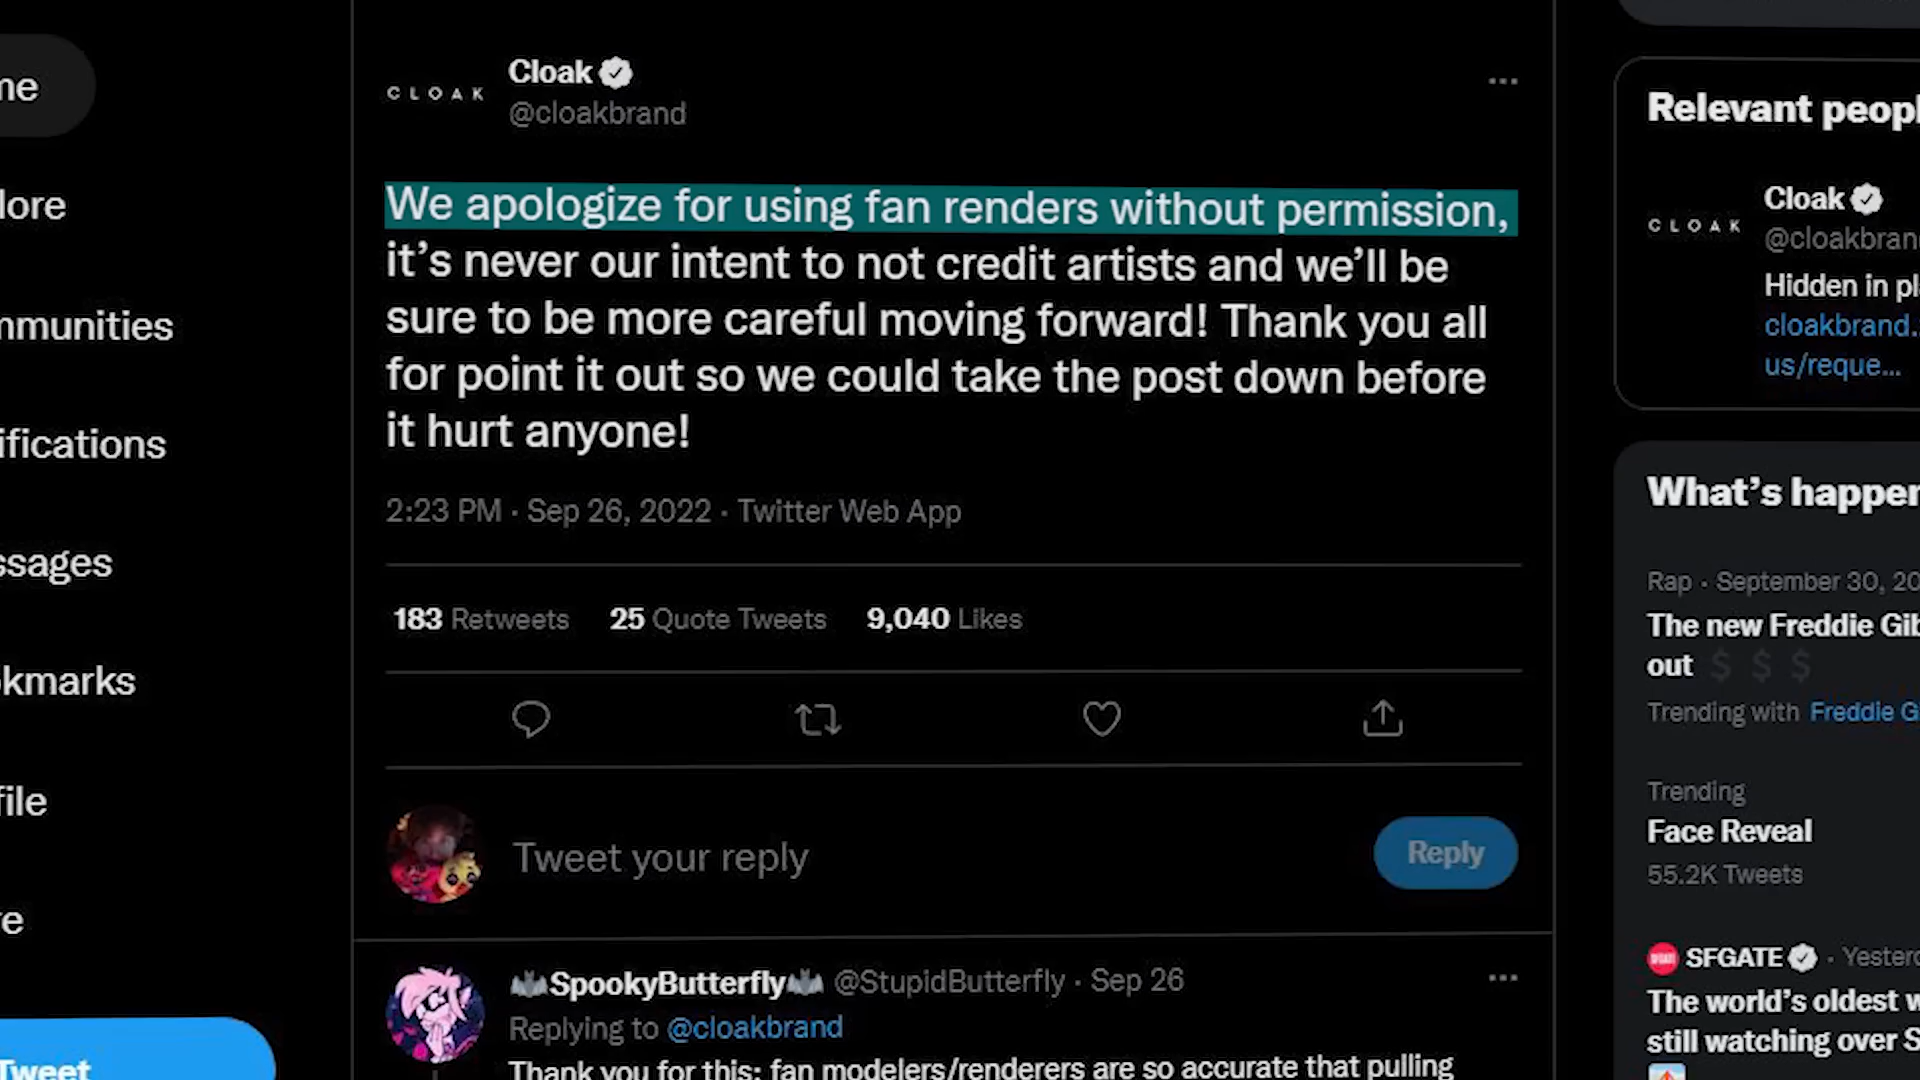 me
lore
mmunities
ifications
ssages
okmarks
file
re
Tweet
CLOAK
Cloak
@cloakbrand
We apologize for using fan renders without permission,
it's never our intent to not credit artists and we'll be
sure to be more careful moving forward! Thank you all
for point it out so we could take the post down before
it hurt anyone!
2:23 PM · Sep 26, 2022 · Twitter Web App
183 Retweets 25 Quote Tweets 9,040 Likes
Tweet your reply
Reply
SpookyButterfly @StupidButterfly · Sep 26
Replying to @cloakbrand
Thank you for this: fan modelers/renderers are so accurate that pulling
Relevant peopl
CLOAK
Cloak
@cloakbran
Hidden in pl
cloakbrand.
us/reque...
What's happen
Rap · September 30, 20
The new Freddie Gib
out $ $ $
Trending with Freddie G
Trending
Face Reveal
55.2K Tweets
SFGATE · Yester
The world's oldest w
still watching over S